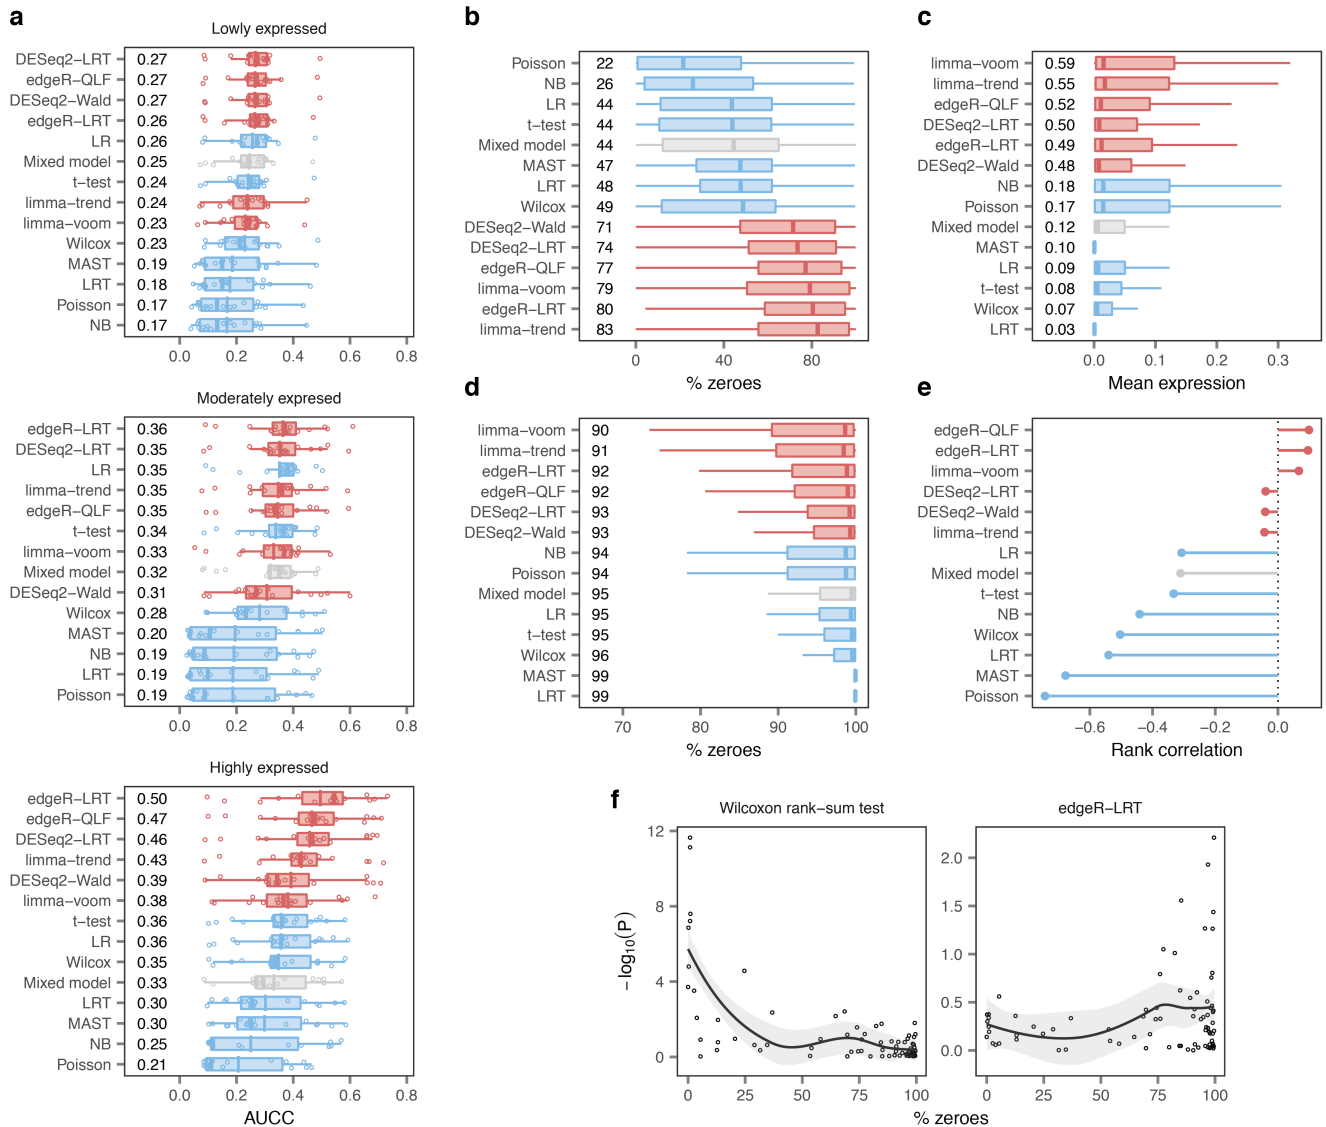 a
Lowly expressed
DESeq2−LRT 0.27
edgeR−QLF 0.27
DESeq2−Wald 0.27
edgeR−LRT 0.26
LR 0.26
Mixed model 0.25
t−test 0.24
limma−trend 0.24
limma−voom 0.23
Wilcox 0.23
MAST 0.19
LRT 0.18
Poisson 0.17
NB 0.17
0.0 0.2 0.4 0.6 0.8
Moderately expresed
edgeR−LRT 0.36
DESeq2−LRT 0.35
LR 0.35
limma−trend 0.35
edgeR−QLF 0.35
t−test 0.34
limma−voom 0.33
Mixed model 0.32
DESeq2−Wald 0.31
Wilcox 0.28
MAST 0.20
NB 0.19
LRT 0.19
Poisson 0.19
0.0 0.2 0.4 0.6 0.8
Highly expressed
edgeR−LRT 0.50
edgeR−QLF 0.47
DESeq2−LRT 0.46
limma−trend 0.43
DESeq2−Wald 0.39
limma−voom 0.38
t−test 0.36
LR 0.36
Wilcox 0.35
Mixed model 0.33
LRT 0.30
MAST 0.30
NB 0.25
Poisson 0.21
0.0 0.2 0.4 0.6 0.8
AUCC
b
Poisson 22
NB 26
LR 44
t−test 44
Mixed model 44
MAST 47
LRT 48
Wilcox 49
DESeq2−Wald 71
DESeq2−LRT 74
edgeR−QLF 77
limma−voom 79
edgeR−LRT 80
limma−trend 83
0 40 80
% zeroes
c
limma−voom 0.59
limma−trend 0.55
edgeR−QLF 0.52
DESeq2−LRT 0.50
edgeR−LRT 0.49
DESeq2−Wald 0.48
NB 0.18
Poisson 0.17
Mixed model 0.12
MAST 0.10
LR 0.09
t−test 0.08
Wilcox 0.07
LRT 0.03
0.0 0.1 0.2 0.3
Mean expression
d
limma−voom 90
limma−trend 91
edgeR−LRT 92
edgeR−QLF 92
DESeq2−LRT 93
DESeq2−Wald 93
NB 94
Poisson 94
Mixed model 95
LR 95
t−test 95
Wilcox 96
MAST 99
LRT 99
70 80 90 100
% zeroes
e
edgeR−QLF
edgeR−LRT
limma−voom
DESeq2−LRT
DESeq2−Wald
limma−trend
LR
Mixed model
t−test
NB
Wilcox
LRT
MAST
Poisson
−0.6 −0.4 −0.2 0.0
Rank correlation
f
Wilcoxon rank−sum test
−log10(P)
12
8
4
0
0 25 50 75 100
edgeR−LRT
2.0
1.5
1.0
0.5
0.0
0 25 50 75 100
% zeroes